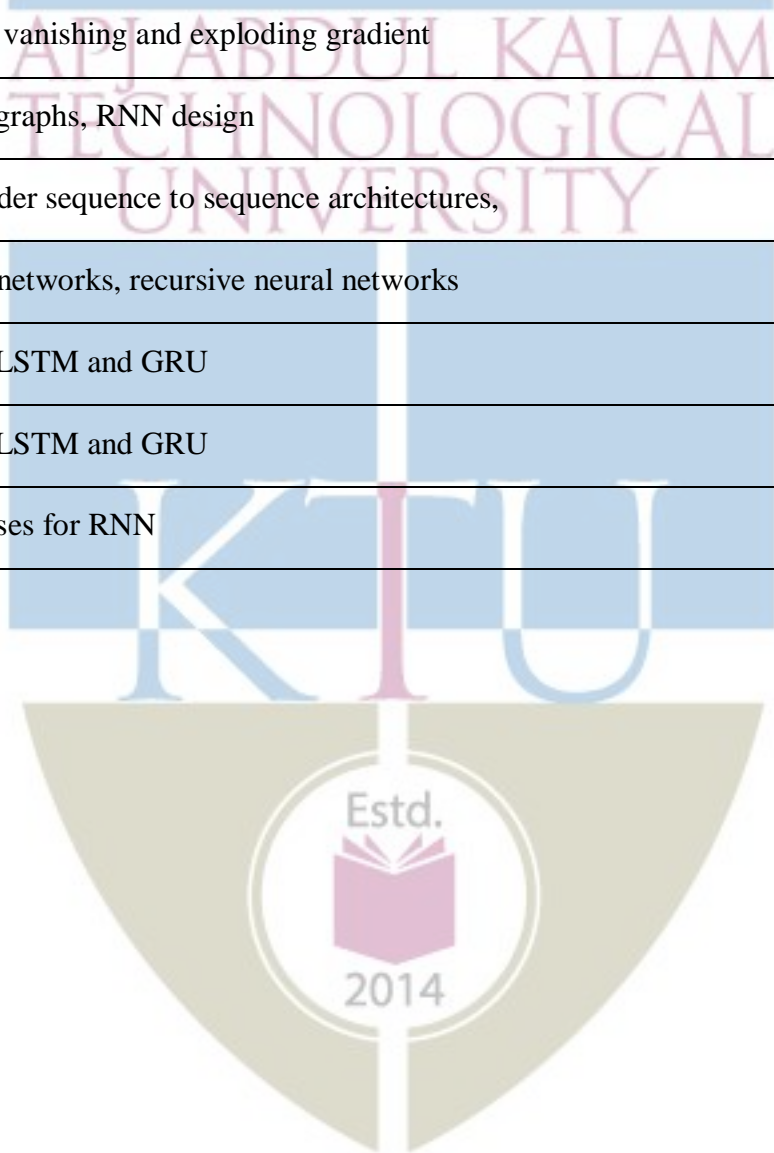 APJ ABDUL KALAM
TECHNOLOGICAL
UNIVERSITY
vanishing and exploding gradient
graphs, RNN design
der sequence to sequence architectures,
networks, recursive neural networks
LSTM and GRU
LSTM and GRU
ses for RNN
KTU
Estd.
2014